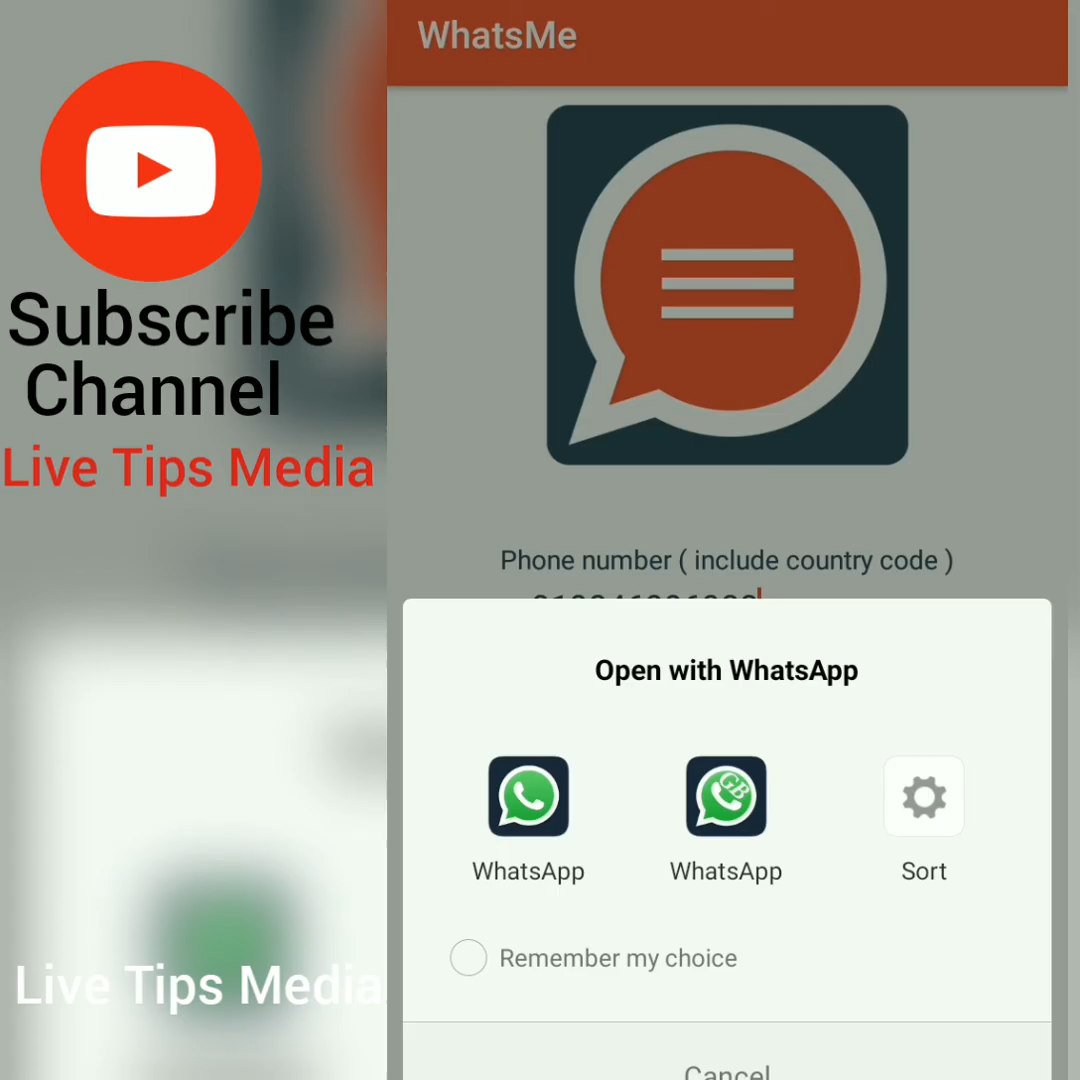 Subscribe
Channel
Live Tips Media
Live Tips Media
WhatsMe
Phone number ( include country code )
Open with WhatsApp
WhatsApp
GB
WhatsApp
Sort
Remember my choice
Cancel